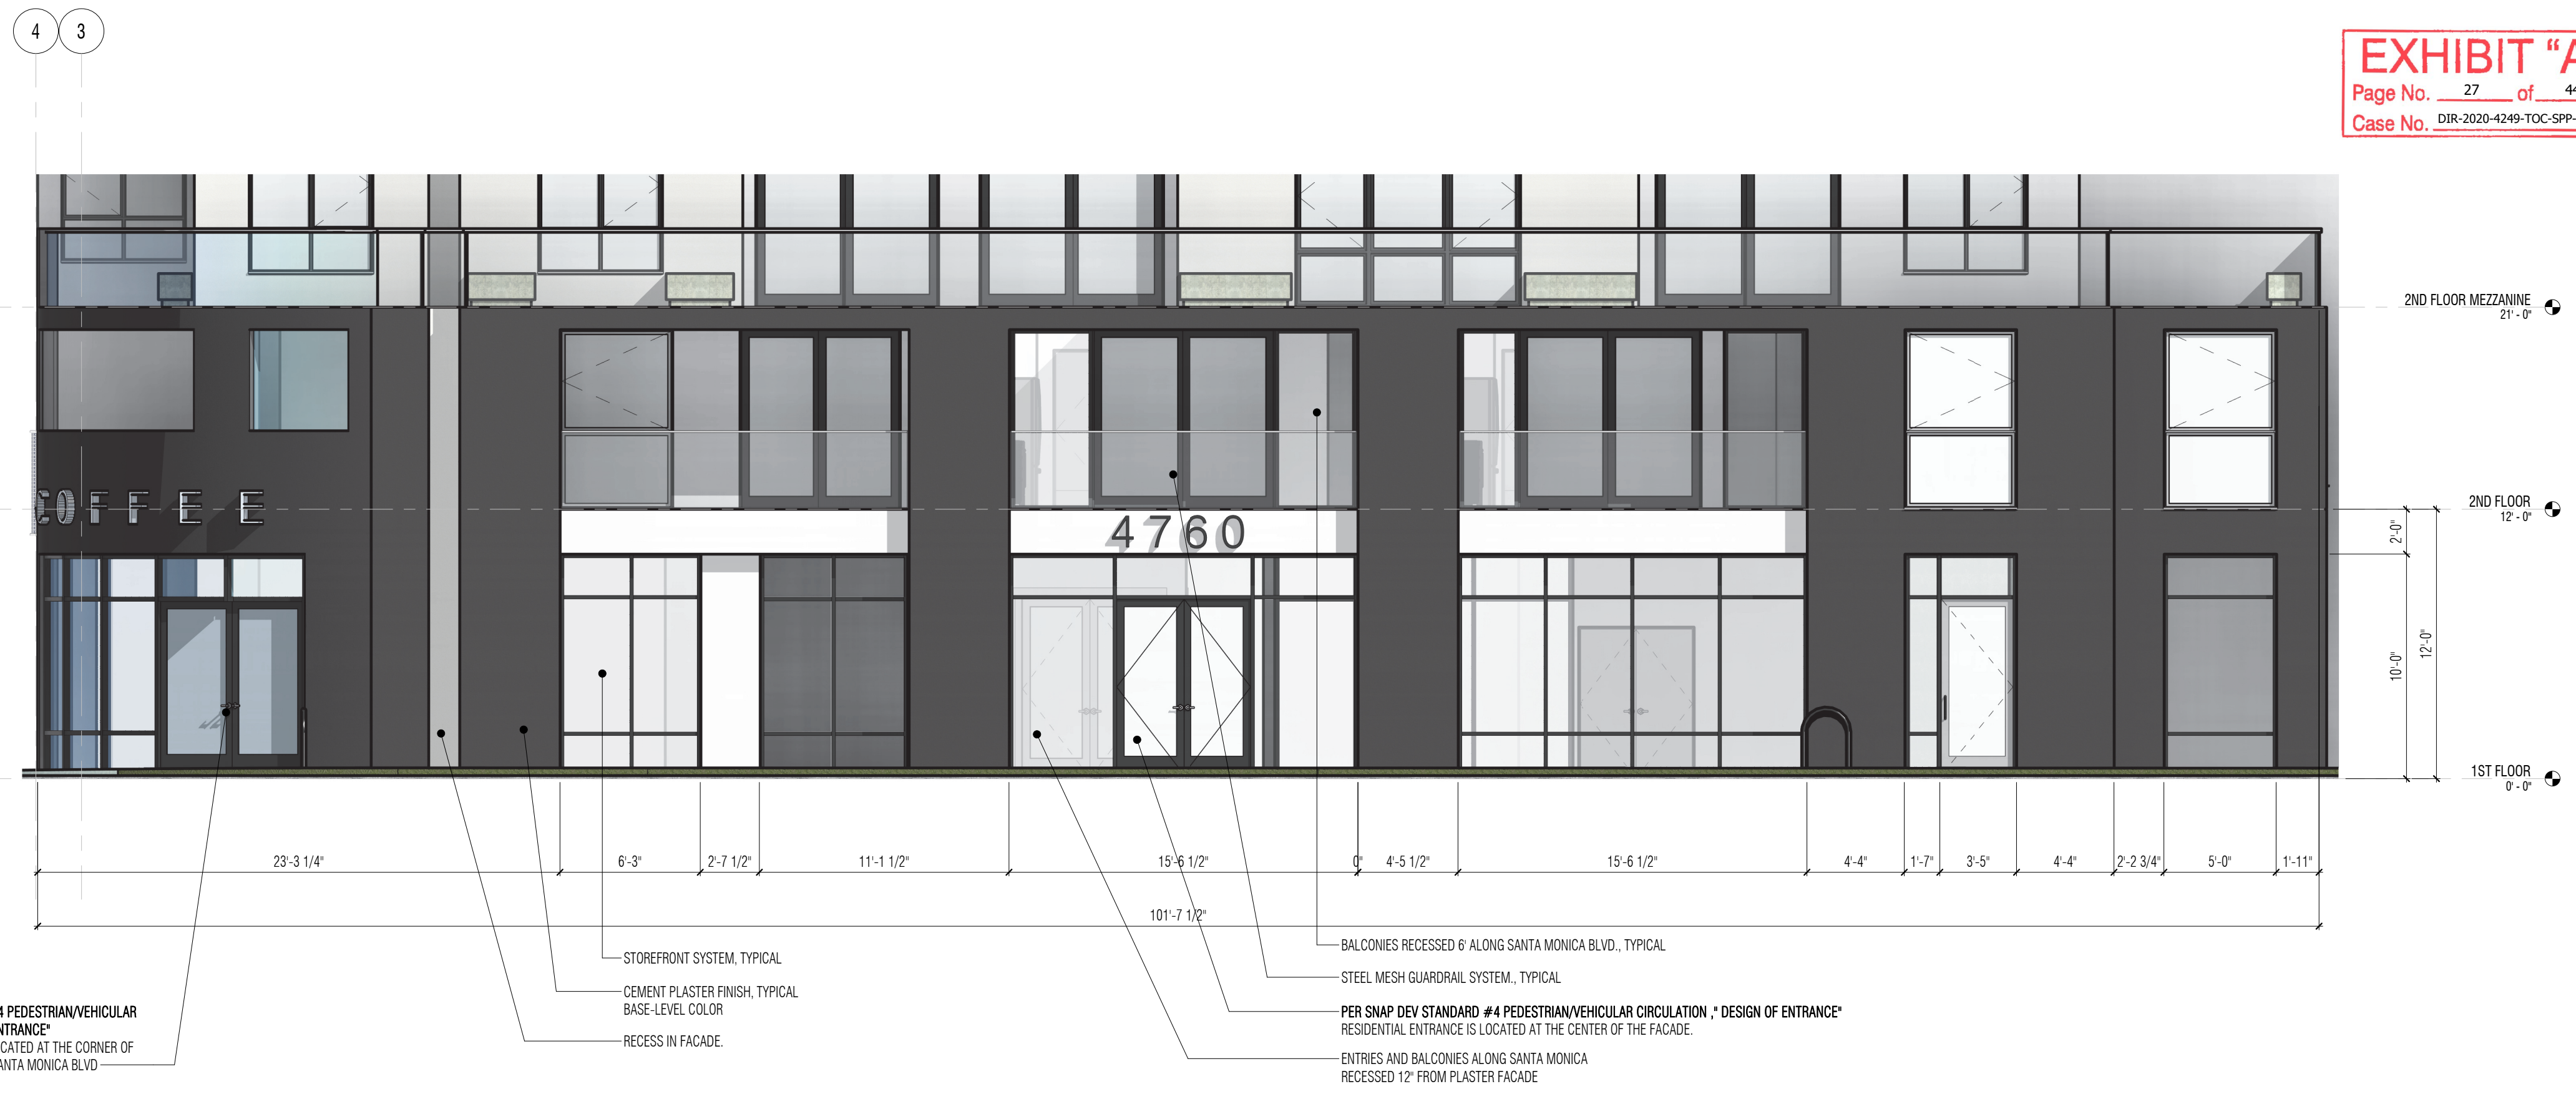 4
3
EXHIBIT "A
Page No. 27 of 44
Case No. DIR-2020-4249-TOC-SPP-
2ND FLOOR MEZZANINE
21' - 0"
COFFEE
2ND FLOOR
12' - 0"
4760
2'-0"
10'-0"
12'-0"
1ST FLOOR
0' - 0"
23'-3 1/4"
6'-3"
2'-7 1/2"
11'-1 1/2"
15'-6 1/2"
0"
4'-5 1/2"
15'-6 1/2"
4'-4"
1'-7"
3'-5"
4'-4"
2'-2 3/4"
5'-0"
1'-11"
101'-7 1/2"
4 PEDESTRIAN/VEHICULAR
NTRANCE"
CATED AT THE CORNER OF
ANTA MONICA BLVD
STOREFRONT SYSTEM, TYPICAL
CEMENT PLASTER FINISH, TYPICAL
BASE-LEVEL COLOR
RECESS IN FACADE.
BALCONIES RECESSED 6' ALONG SANTA MONICA BLVD., TYPICAL
STEEL MESH GUARDRAIL SYSTEM., TYPICAL
PER SNAP DEV STANDARD #4 PEDESTRIAN/VEHICULAR CIRCULATION ," DESIGN OF ENTRANCE"
RESIDENTIAL ENTRANCE IS LOCATED AT THE CENTER OF THE FACADE.
ENTRIES AND BALCONIES ALONG SANTA MONICA
RECESSED 12" FROM PLASTER FACADE